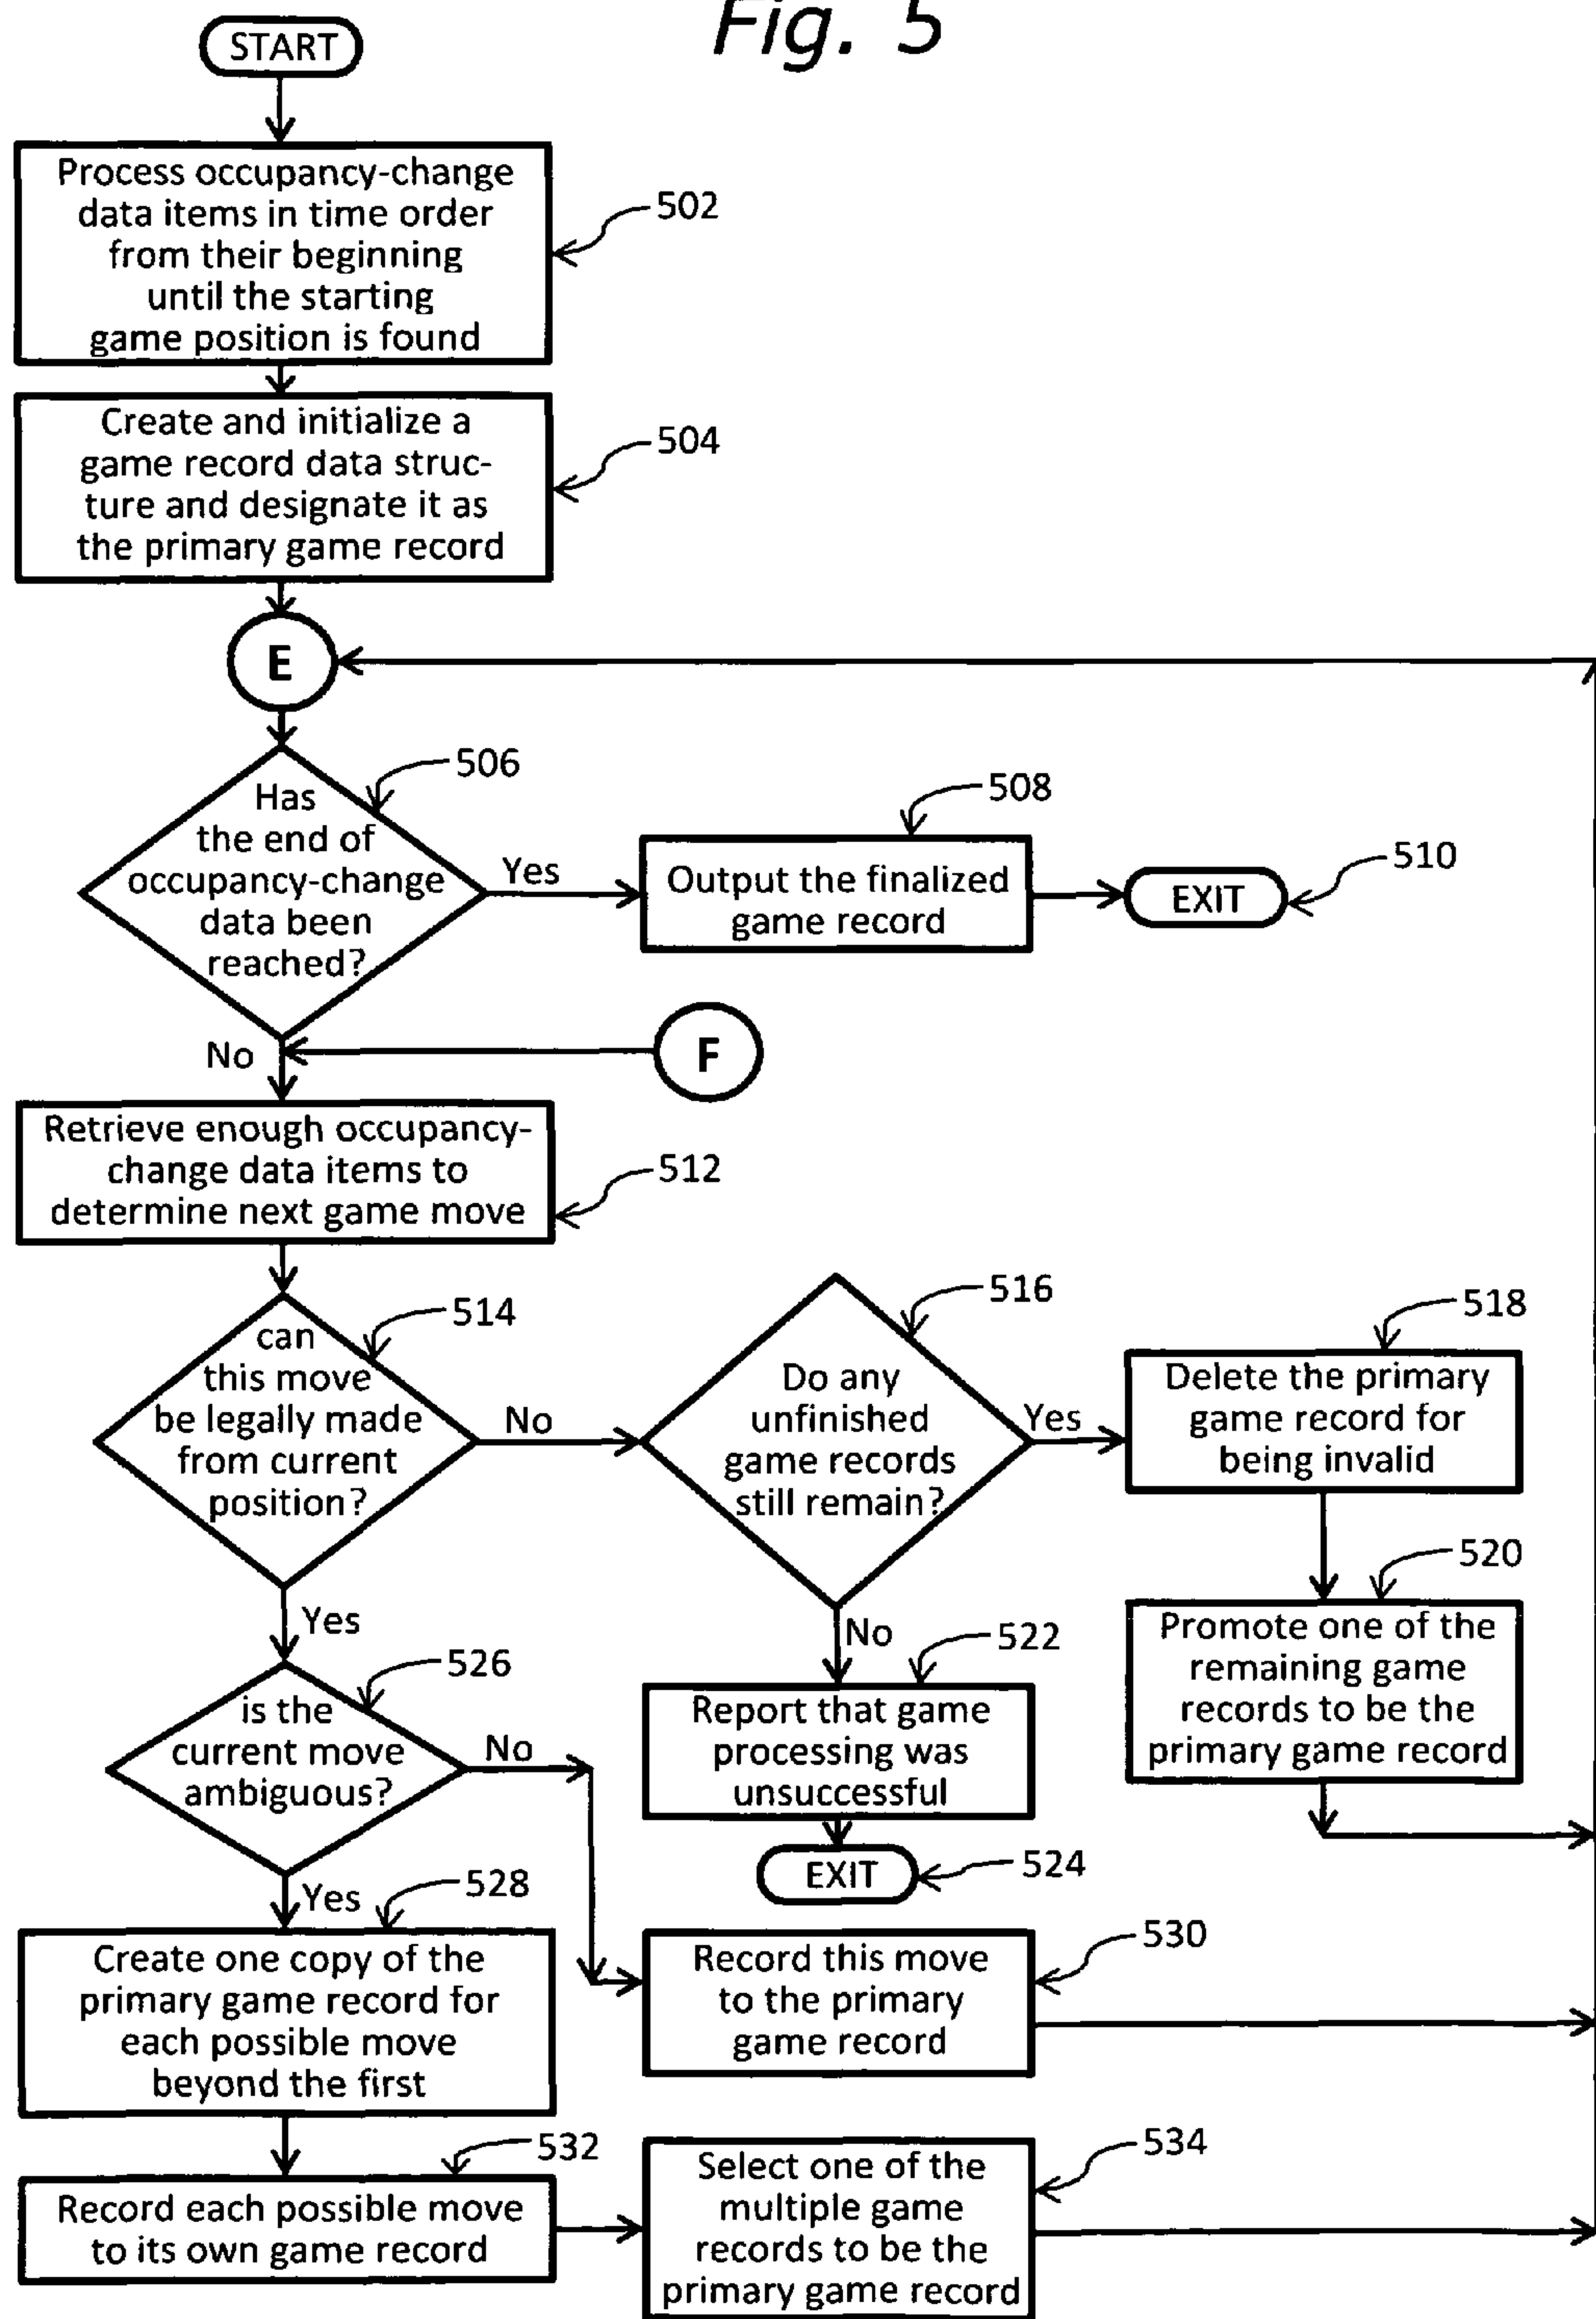 Fig. 5
START
Process occupancy-change
data items in time order
from their beginning
until the starting
game position is found
502
Create and initialize a
game record data struc-
ture and designate it as
the primary game record
504
E
506
Has
the end of
occupancy-change
data been
reached?
Yes
508
Output the finalized
game record
EXIT
510
No
F
Retrieve enough occupancy-
change data items to
determine next game move
512
514
can
this move
be legally made
from current
position?
No
516
Do any
unfinished
game records
still remain?
Yes
518
Delete the primary
game record for
being invalid
520
Promote one of the
remaining game
records to be the
primary game record
No
522
Report that game
processing was
unsuccessful
EXIT
524
Yes
526
is the
current move
ambiguous?
No
Yes
528
Create one copy of the
primary game record for
each possible move
beyond the first
530
Record this move
to the primary
game record
532
Record each possible move
to its own game record
534
Select one of the
multiple game
records to be the
primary game record